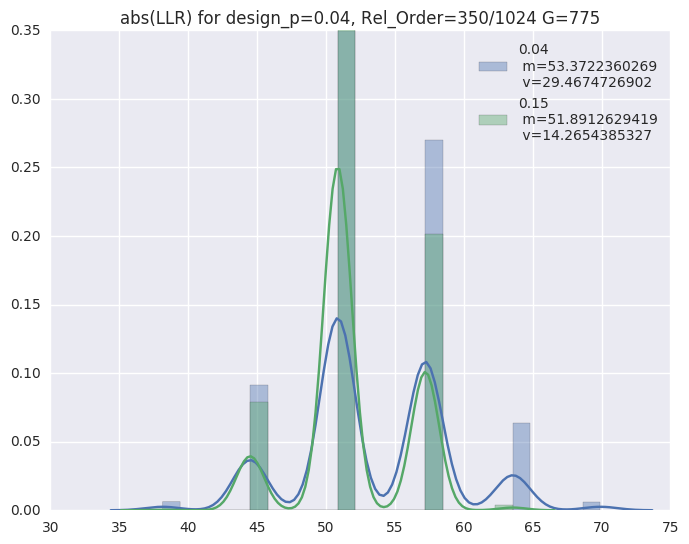 abs(LLR) for design_p=0.04, Rel_Order=350/1024 G=775
0.35
0.30
0.25
0.20
0.15
0.10
0.05
0.00
30 35 40 45 50 55 60 65 70 75
0.04
m=53.3722360269
v=29.4674726902
0.15
m=51.8912629419
v=14.2654385327